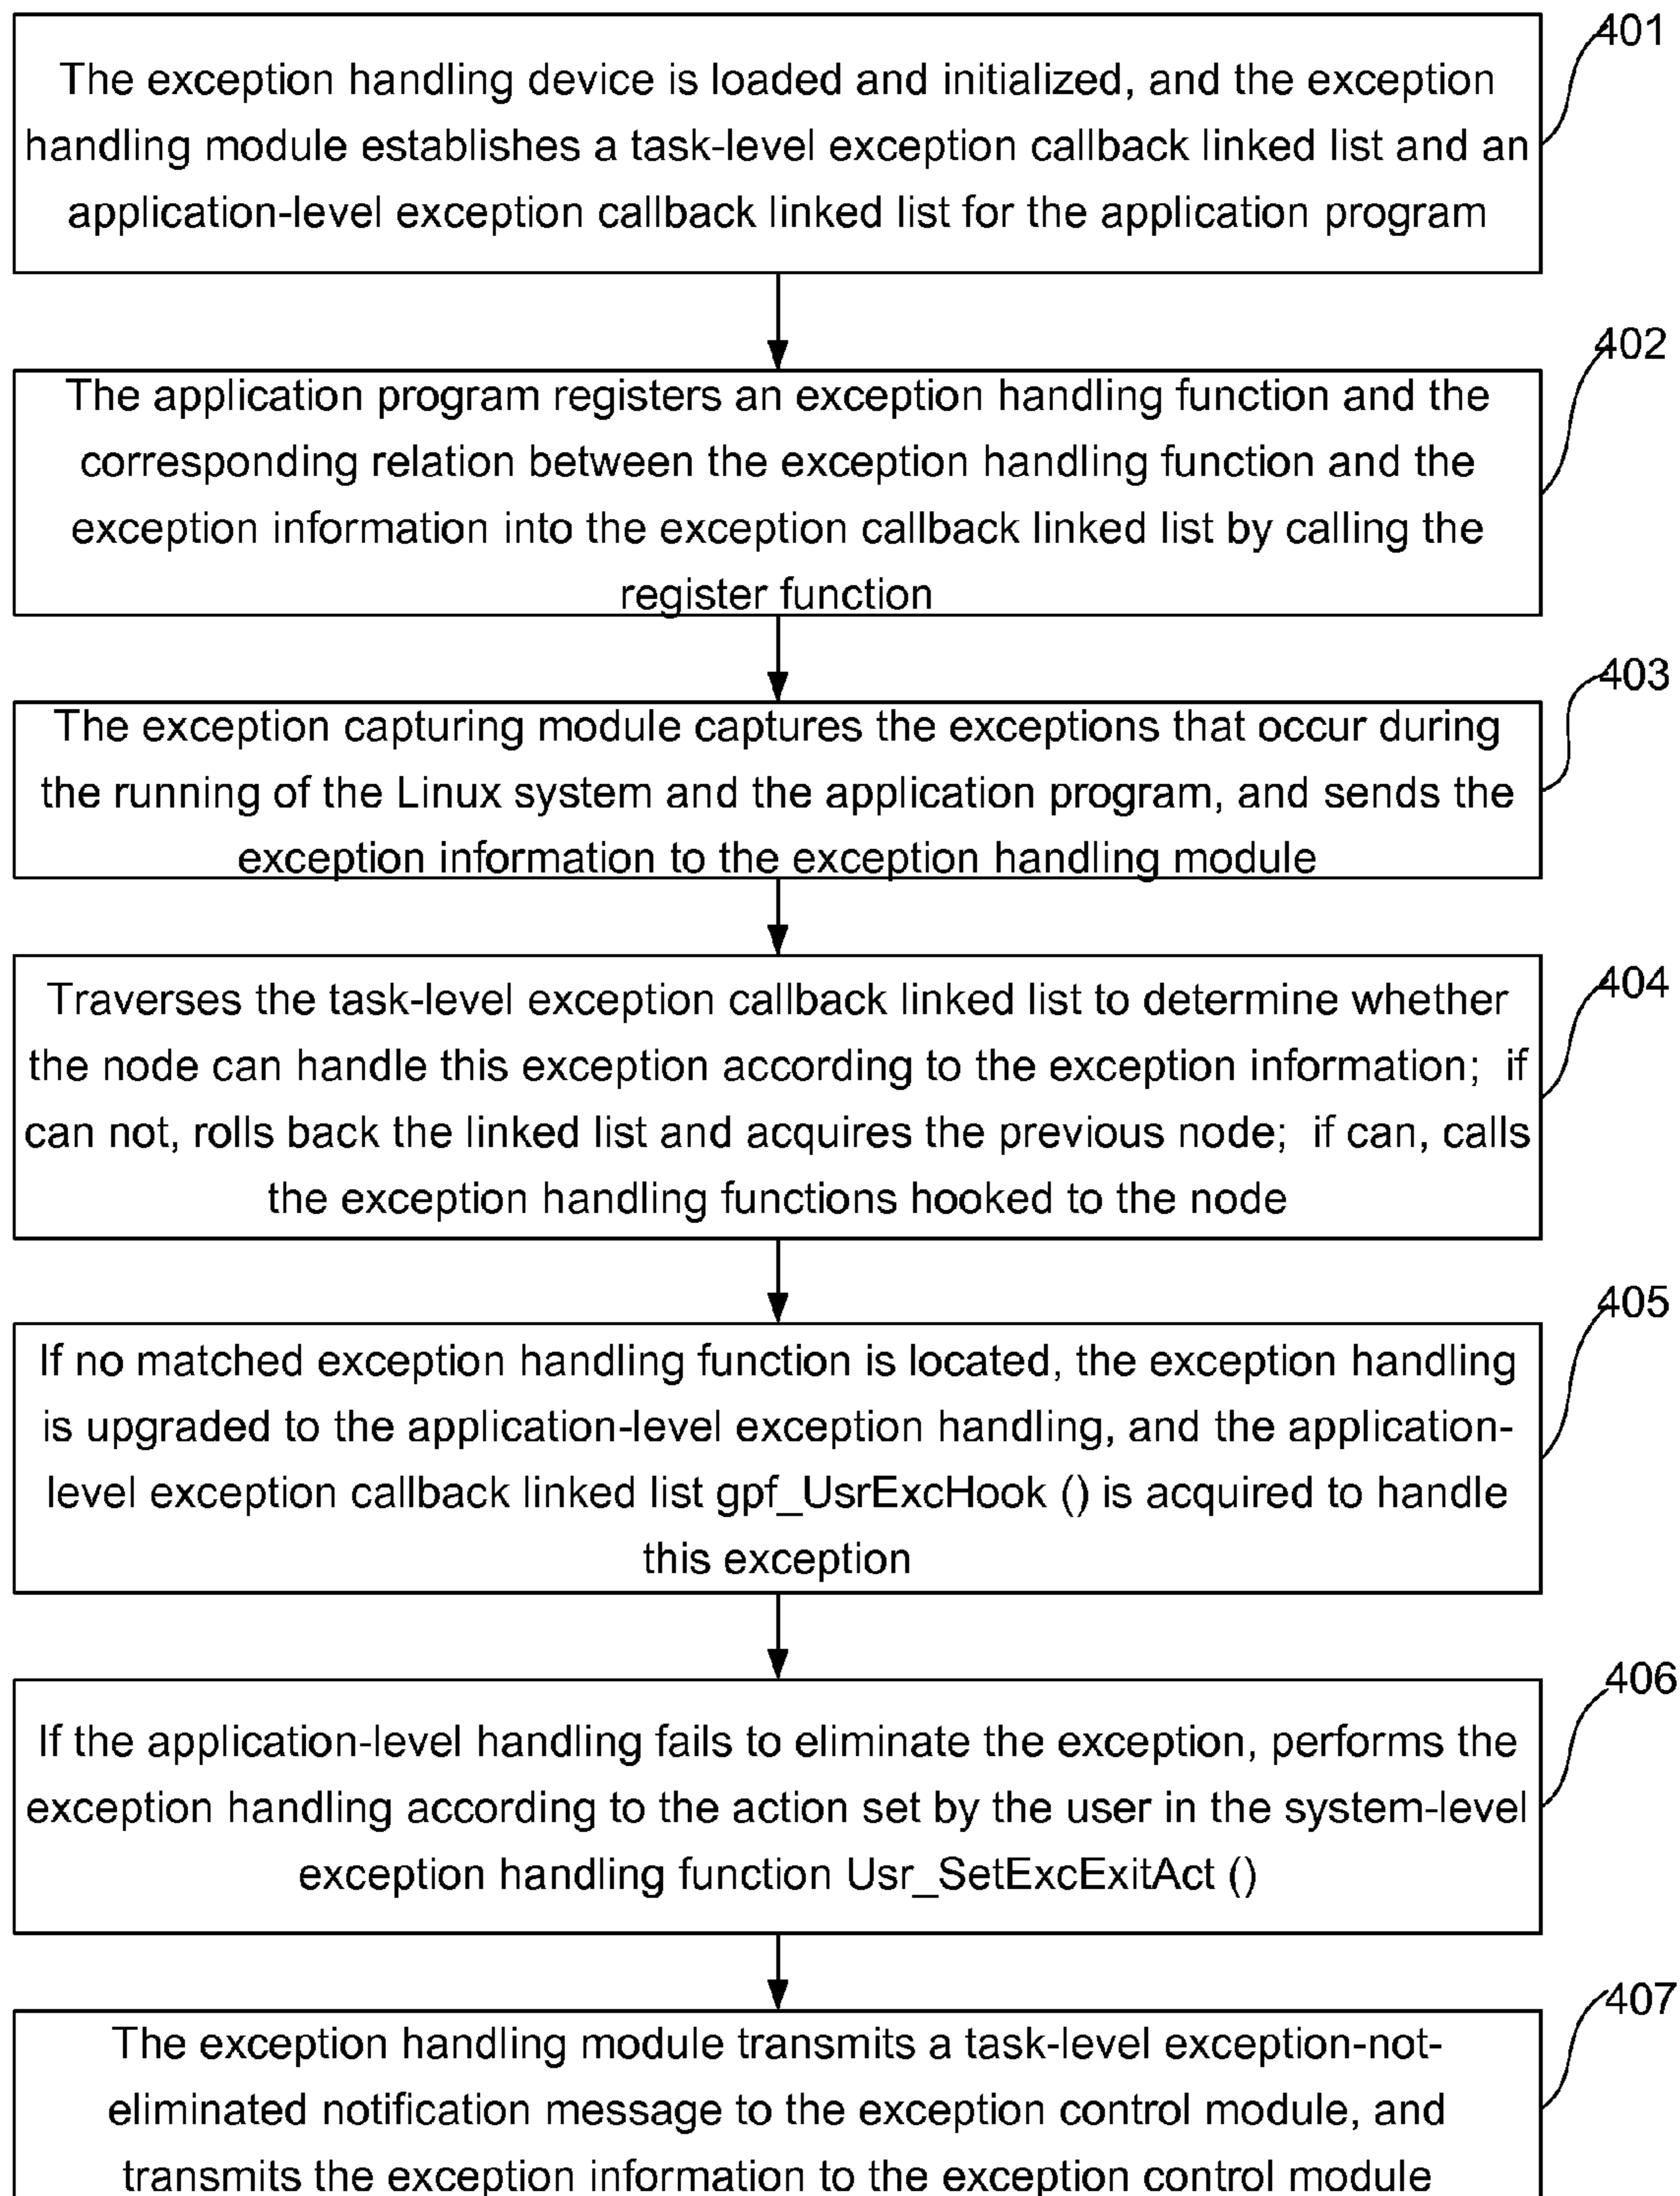 401
The exception handling device is loaded and initialized, and the exception
handling module establishes a task-level exception callback linked list and an
application-level exception callback linked list for the application program
402
The application program registers an exception handling function and the
corresponding relation between the exception handling function and the
exception information into the exception callback linked list by calling the
register function
403
The exception capturing module captures the exceptions that occur during
the running of the Linux system and the application program, and sends the
exception information to the exception handling module
404
Traverses the task-level exception callback linked list to determine whether
the node can handle this exception according to the exception information; if
can not, rolls back the linked list and acquires the previous node; if can, calls
the exception handling functions hooked to the node
405
If no matched exception handling function is located, the exception handling
is upgraded to the application-level exception handling, and the application-
level exception callback linked list gpf_UsrExcHook () is acquired to handle
this exception
406
If the application-level handling fails to eliminate the exception, performs the
exception handling according to the action set by the user in the system-level
exception handling function Usr_SetExcExitAct ()
407
The exception handling module transmits a task-level exception-not-
eliminated notification message to the exception control module, and
transmits the exception information to the exception control module